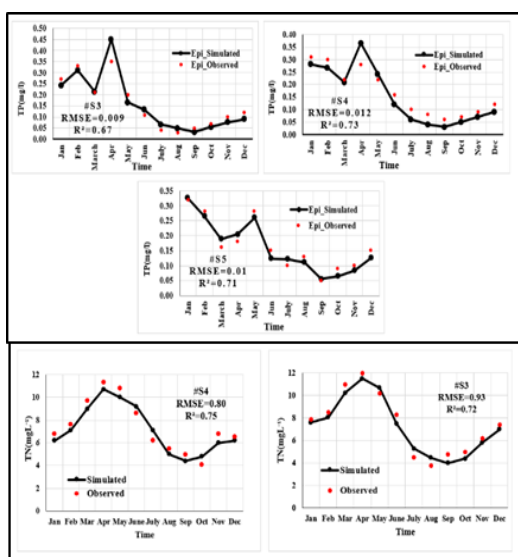 0.50
0.45
0.40
0.35
0.30
0.25
0.20
0.15
0.10
0.05
0.00
TP(mg/l)
Epi_Simulated
Epi_Observed
#S3
RMSE=0.009
R²=0.67
Jan Feb March Apr May Jun July Aug Sep Oct Nov Dec
Time
0.40
0.35
0.30
0.25
0.20
0.15
0.10
0.05
0.00
TP(mg/l)
Epi_Simulated
Epi_Observed
#S4
RMSE=0.012
R²=0.73
Jan Feb March Apr May Jun July Aug Sep Oct Nov Dec
Time
0.35
0.30
0.25
0.20
0.15
0.10
0.05
0.00
TP(mg/l)
Epi_Simulated
Epi_Observed
#S5
RMSE=0.01
R²=0.71
Jan Feb March Apr May Jun July Aug Sep Oct Nov Dec
Time
12
10
8
6
4
2
0
TN(mgL⁻¹)
#S4
RMSE=0.80
R²=0.75
Simulated
Observed
Jan Feb Mar Apr May June July Aug Sep Oct Nov Dec
Time
12
10
8
6
4
2
0
TN(mgL⁻¹)
#S3
RMSE=0.93
R²=0.72
Simulated
Observed
Jan Feb Mar Apr May Jun July Aug Sep Oct Nov Dec
Time